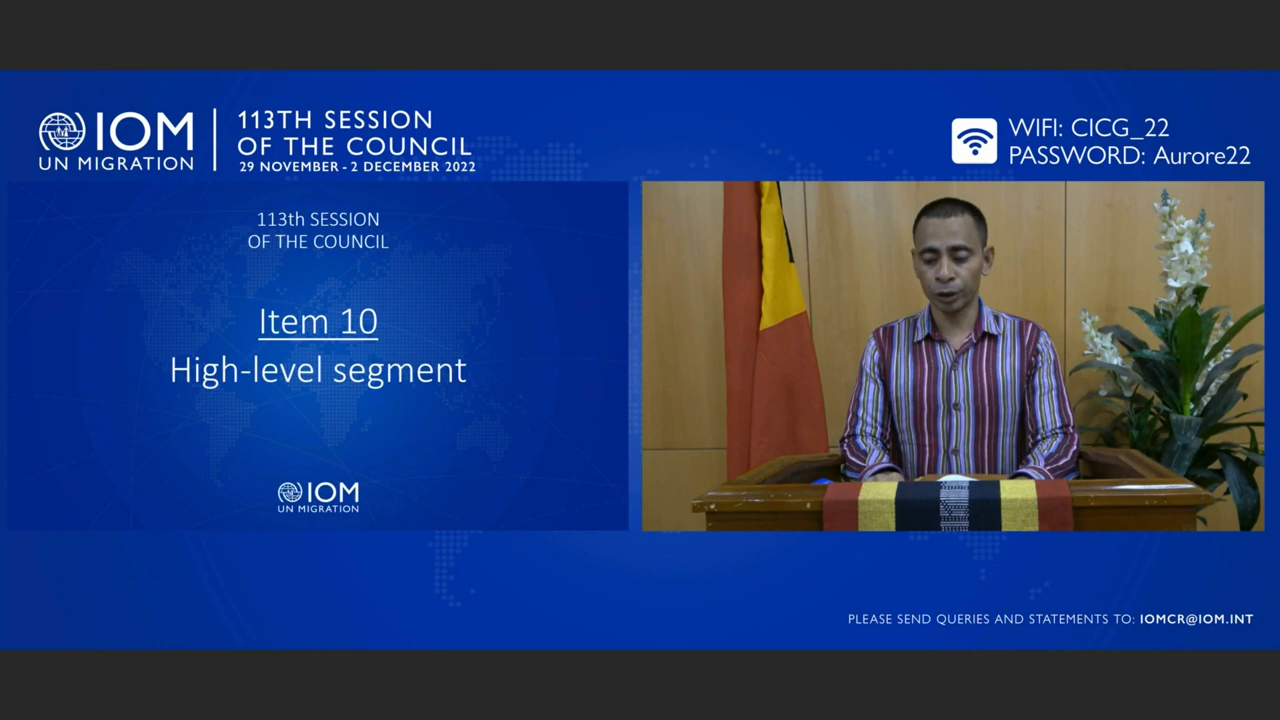 IOM
UN MIGRATION
113TH SESSION
OF THE COUNCIL
29 NOVEMBER - 2 DECEMBER 2022
WIFI: CICG_22
PASSWORD: Aurore22
113th SESSION
OF THE COUNCIL
Item 10
High-level segment
IOM
UN MIGRATION
PLEASE SEND QUERIES AND STATEMENTS TO: IOMCR@IOM.INT